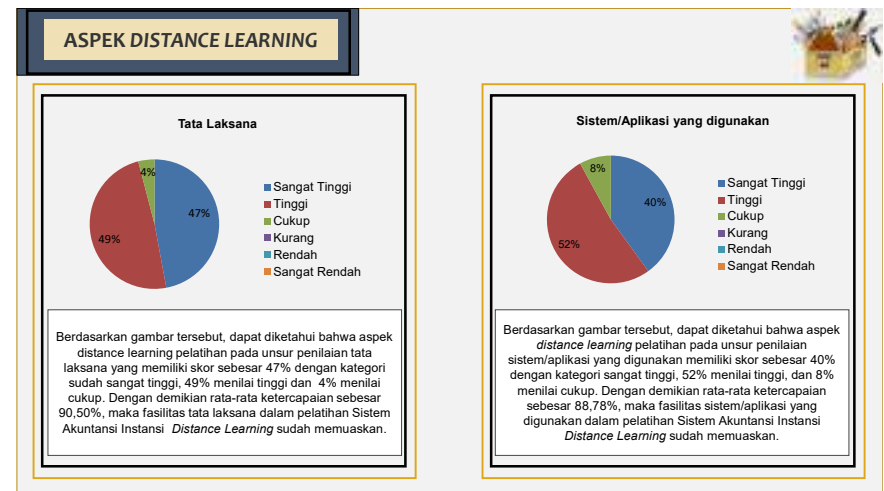 ASPEK DISTANCE LEARNING
Tata Laksana
4%
47%
49%
Sangat Tinggi
Tinggi
Cukup
Kurang
Rendah
Sangat Rendah
Berdasarkan gambar tersebut, dapat diketahui bahwa aspek
distance learning pelatihan pada unsur penilaian tata
laksana yang memiliki skor sebesar 47% dengan kategori
sudah sangat tinggi, 49% menilai tinggi dan 4% menilai
cukup. Dengan demikian rata-rata ketercapaian sebesar
90,50%, maka fasilitas tata laksana dalam pelatihan Sistem
Akuntansi Instansi Distance Learning sudah memuaskan.
Sistem/Aplikasi yang digunakan
8%
40%
52%
Sangat Tinggi
Tinggi
Cukup
Kurang
Rendah
Sangat Rendah
Berdasarkan gambar tersebut, dapat diketahui bahwa aspek
distance learning pelatihan pada unsur penilaian
sistem/aplikasi yang digunakan memiliki skor sebesar 40%
dengan kategori sangat tinggi, 52% menilai tinggi, dan 8%
menilai cukup. Dengan demikian rata-rata ketercapaian
sebesar 88,78%, maka fasilitas sistem/aplikasi yang
digunakan dalam pelatihan Sistem Akuntansi Instansi
Distance Learning sudah memuaskan.